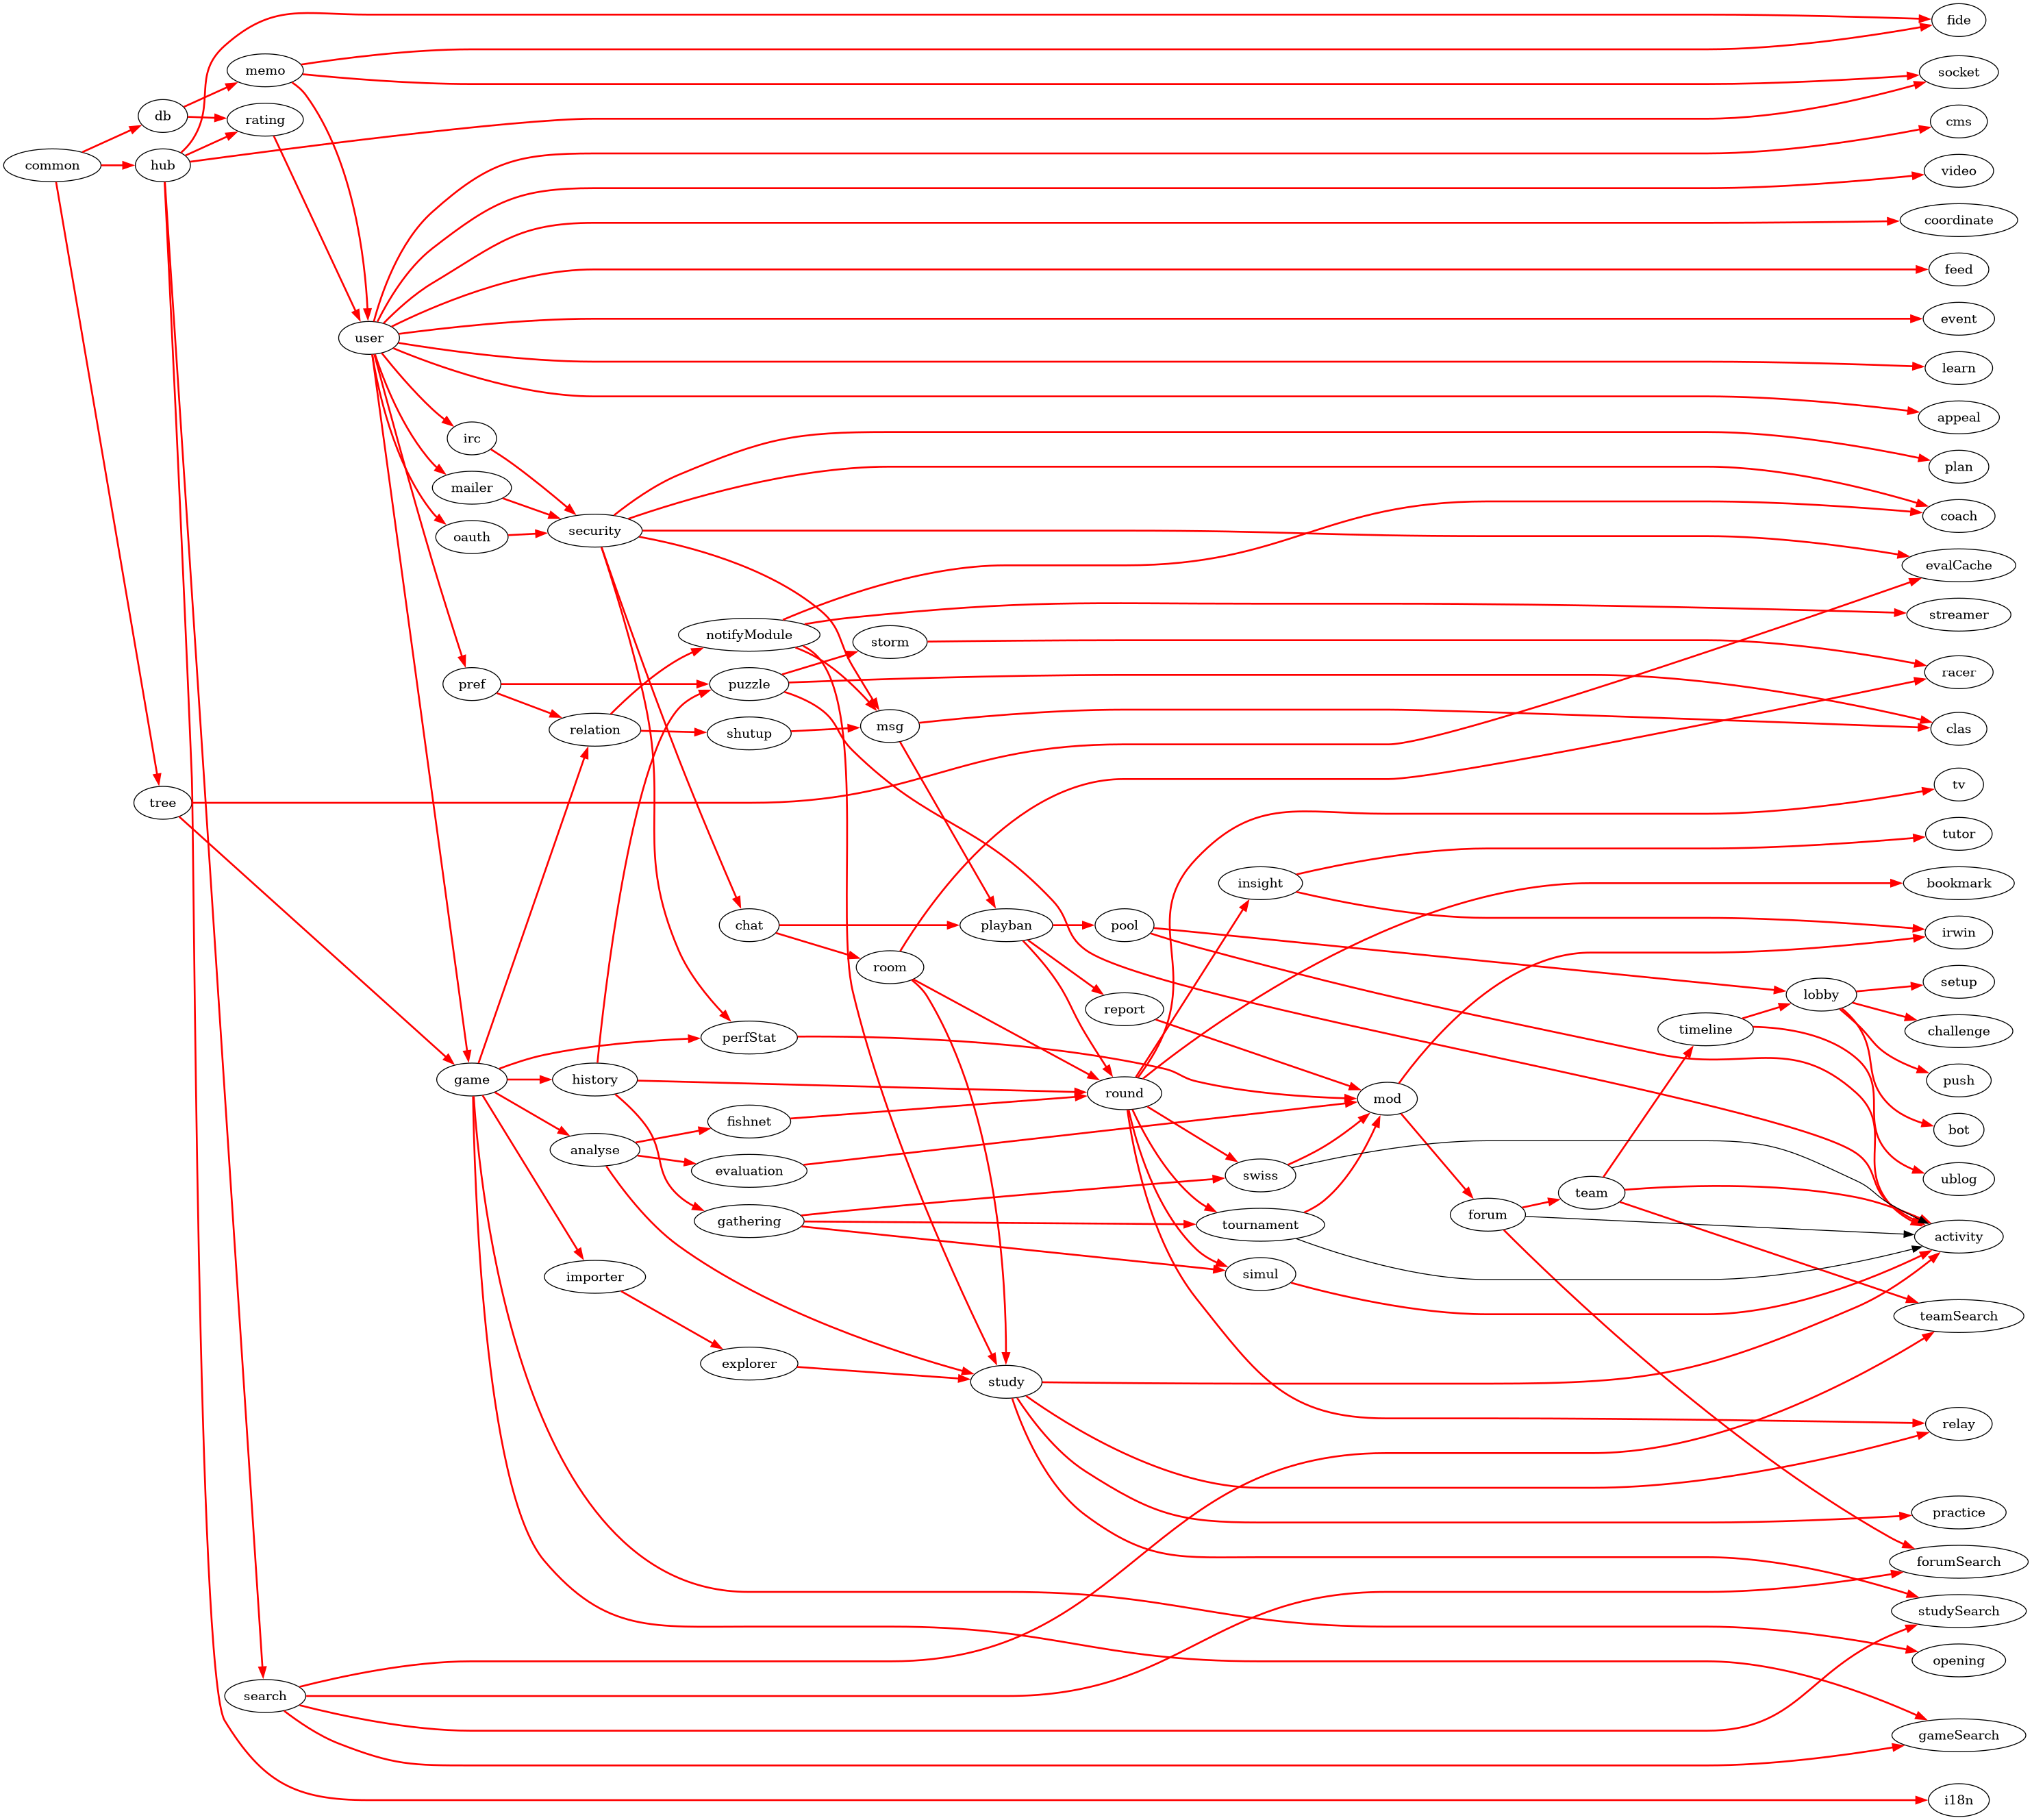 common
db
hub
tree
memo
rating
search
user
irc
mailer
oauth
pref
game
security
relation
history
analyse
importer
notifyModule
puzzle
shutup
chat
perfStat
fishnet
evaluation
gathering
explorer
storm
msg
room
playban
study
pool
report
round
insight
swiss
tournament
simul
mod
forum
team
timeline
lobby
fide
socket
cms
video
coordinate
feed
event
learn
appeal
plan
coach
evalCache
streamer
racer
clas
tv
tutor
bookmark
irwin
setup
challenge
push
bot
ublog
activity
teamSearch
relay
practice
forumSearch
studySearch
opening
gameSearch
i18n